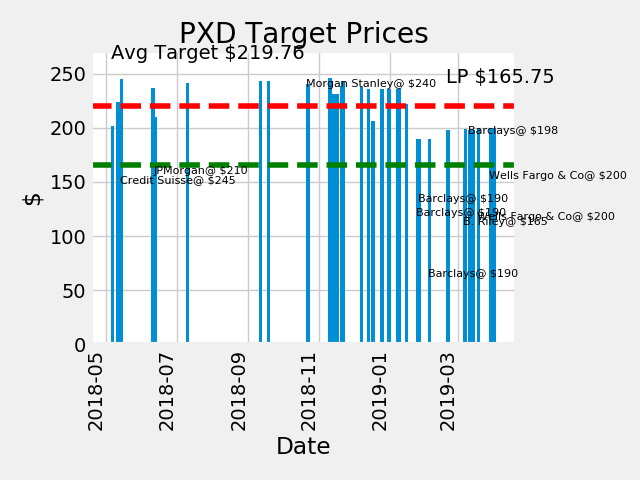 PXD Target Prices
Avg Target $219.76
LP $165.75
Morgan Stanley@ $240
Barclays@ $198
PMorgan@ $210
Credit Suisse@ $245
Wells Fargo & Co@ $200
Barclays@ $190
Barclays@ $190
Wells Fargo & Co@ $200
B. Riley@ $165
Barclays@ $190
$
250
200
150
100
50
0
2018-05
2018-07
2018-09
2018-11
2019-01
2019-03
Date